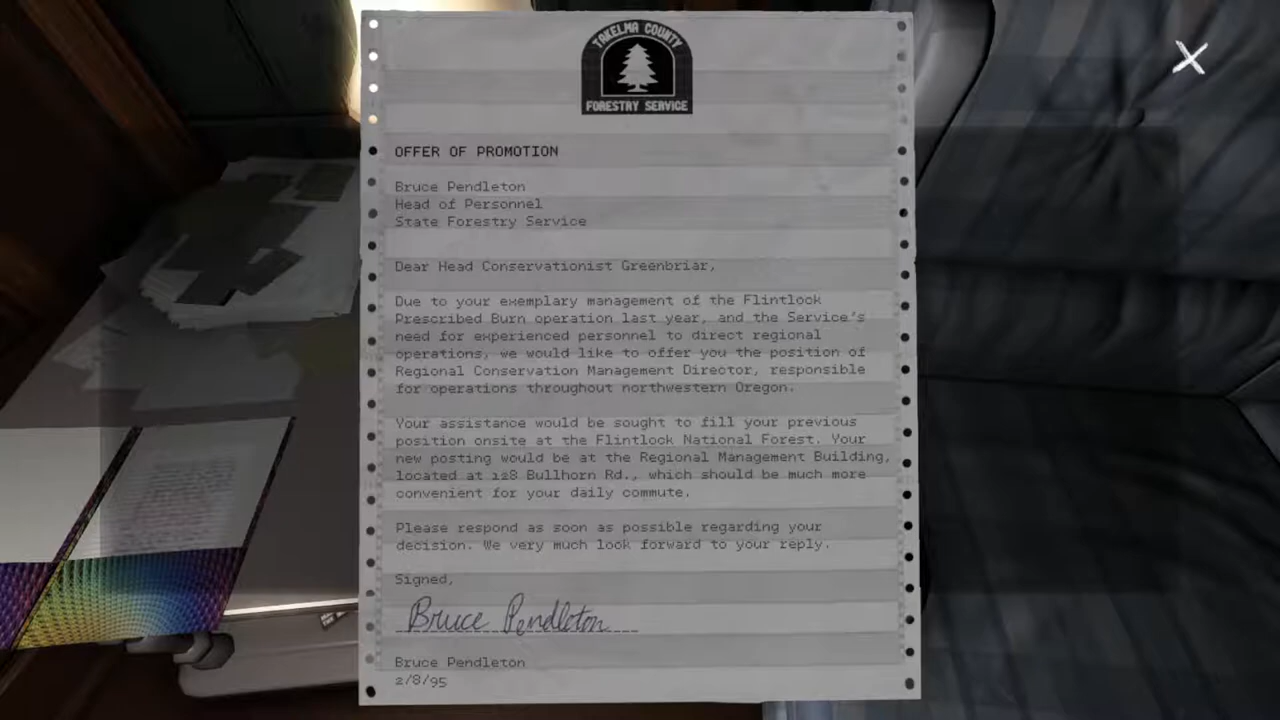 TAKELMA COUNTY
FORESTRY SERVICE
OFFER OF PROMOTION
Bruce Pendleton
Head of Personnel
State Forestry Service
Dear Head Conservationist Greenbriar,
Due to your exemplary management of the Flintlook
Prescribed Burn operation last year, and the Service's
need for experienced personnel to direct regional
operations, we would like to offer you the position of
Regional Conservation Management Director, responsible
for operations throughout northwestern Oregon.
Your assistance would be sought to fill your previous
position onsite at the Flintlook National Forest. Your
new posting would be at the Regional Management Building,
located at 128 Bullhorn Rd., which should be much more
convenient for your daily commute.
Please respond as soon as possible regarding your
decision. We very much look forward to your reply.
Signed,
Bruce Pendleton
Bruce Pendleton
2/8/95